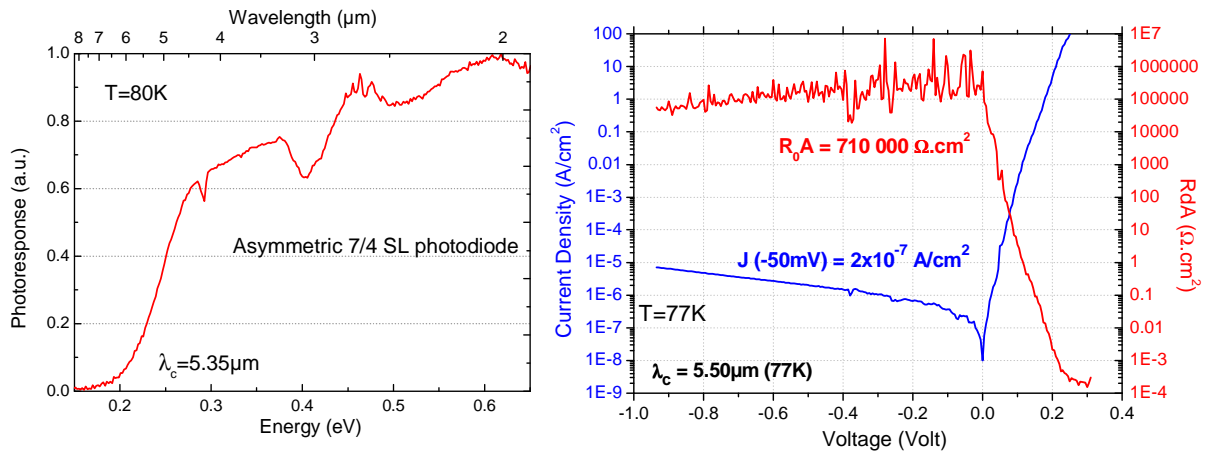 Wavelength (µm)
8 7 6 5 4 3 2
1.0
0.8
0.6
0.4
0.2
0.0
T=80K
Asymmetric 7/4 SL photodiode
λc=5.35µm
0.2 0.3 0.4 0.5 0.6
Energy (eV)
Photoresponse (a.u.)
100
10
1
0.1
0.01
1E-3
1E-4
1E-5
1E-6
1E-7
1E-8
1E-9
Current Density (A/cm²)
R₀A = 710 000 Ω.cm²
J (-50mV) = 2x10⁻⁷ A/cm²
T=77K
λc = 5.50µm (77K)
-1.0 -0.8 -0.6 -0.4 -0.2 0.0 0.2 0.4
Voltage (Volt)
1E7
1000000
100000
10000
1000
100
10
1
0.1
0.01
1E-3
1E-4
RdA (Ω.cm²)